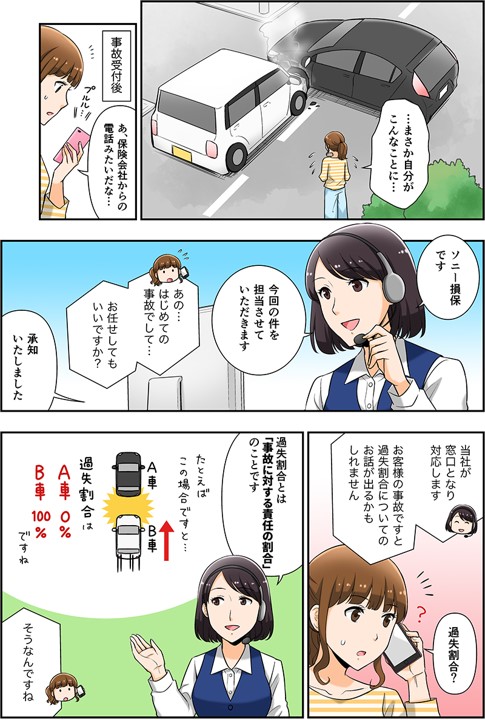 …まさか自分が
こんなことに…
事故受付後
プルル…
あ、保険会社からの
電話みたいだな…
ソニー損保
です
今回の件を
担当させて
いただきます
あの…
はじめての
事故でして…
お任せしても
いいですか?
承知
いたしました
当社が
窓口となり
対応します
お客様の事故ですと
過失割合についての
お話が出るかも
しれません
?
過失割合?
過失割合とは
「事故に対する責任の割合」
のことです
たとえば
この場合ですと…
A車
B車
過失割合は
A車 0%
B車 100%
ですね
そうなんですね